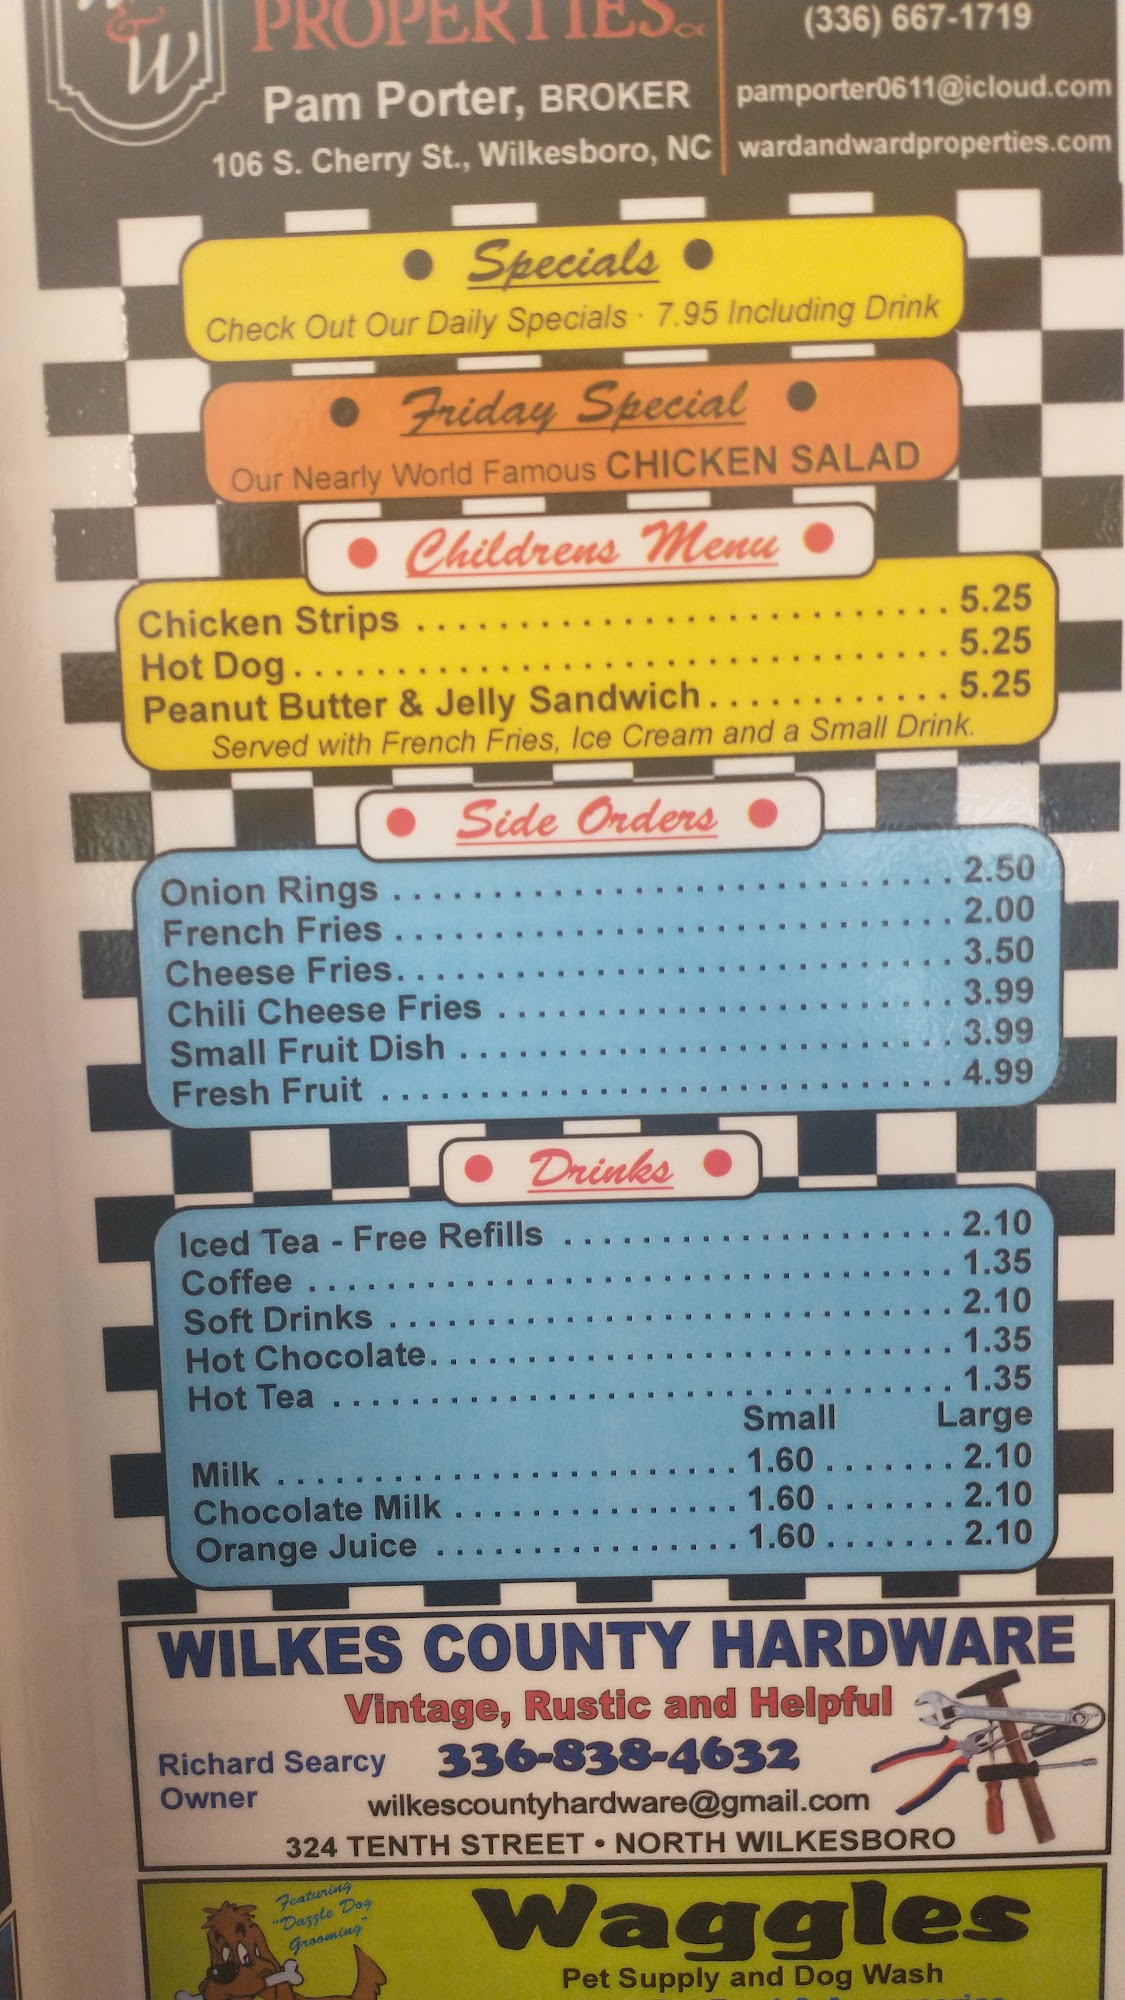 & W
PROPERTIES
(336) 667-1719
Pam Porter, BROKER
pamporter0611@icloud.com
106 S. Cherry St., Wilkesboro, NC
wardandwardproperties.com
Specials
Check Out Our Daily Specials · 7.95 Including Drink
Friday Special
Our Nearly World Famous CHICKEN SALAD
Childrens Menu
Chicken Strips . . . . . . . . . . . . . . . . . . . . . . . . 5.25
Hot Dog . . . . . . . . . . . . . . . . . . . . . . . . . . . . . 5.25
Peanut Butter & Jelly Sandwich . . . . . . . . . . . . 5.25
Served with French Fries, Ice Cream and a Small Drink.
Side Orders
Onion Rings . . . . . . . . . . . . . . . . . . . . . . . . . . . . 2.50
French Fries . . . . . . . . . . . . . . . . . . . . . . . . . . . . 2.00
Cheese Fries. . . . . . . . . . . . . . . . . . . . . . . . . . . . 3.50
Chili Cheese Fries . . . . . . . . . . . . . . . . . . . . . . . 3.99
Small Fruit Dish . . . . . . . . . . . . . . . . . . . . . . . . . 3.99
Fresh Fruit . . . . . . . . . . . . . . . . . . . . . . . . . . . . . 4.99
Drinks
Iced Tea - Free Refills . . . . . . . . . . . . . . . . . . . . 2.10
Coffee . . . . . . . . . . . . . . . . . . . . . . . . . . . . . . . . . 1.35
Soft Drinks . . . . . . . . . . . . . . . . . . . . . . . . . . . . . 2.10
Hot Chocolate. . . . . . . . . . . . . . . . . . . . . . . . . . . 1.35
Hot Tea . . . . . . . . . . . . . . . . . . . . . . . . . . . . . . . . 1.35
Small Large
Milk . . . . . . . . . . . . . . . . . . . . . . . . 1.60 . . . . . . . 2.10
Chocolate Milk . . . . . . . . . . . . . . . 1.60 . . . . . . . 2.10
Orange Juice . . . . . . . . . . . . . . . . 1.60 . . . . . . . 2.10
WILKES COUNTY HARDWARE
Vintage, Rustic and Helpful
Richard Searcy 336-838-4632
Owner
wilkescountyhardware@gmail.com
324 TENTH STREET • NORTH WILKESBORO
Featuring
"Dazzle Dog
Grooming"
Waggles
Pet Supply and Dog Wash